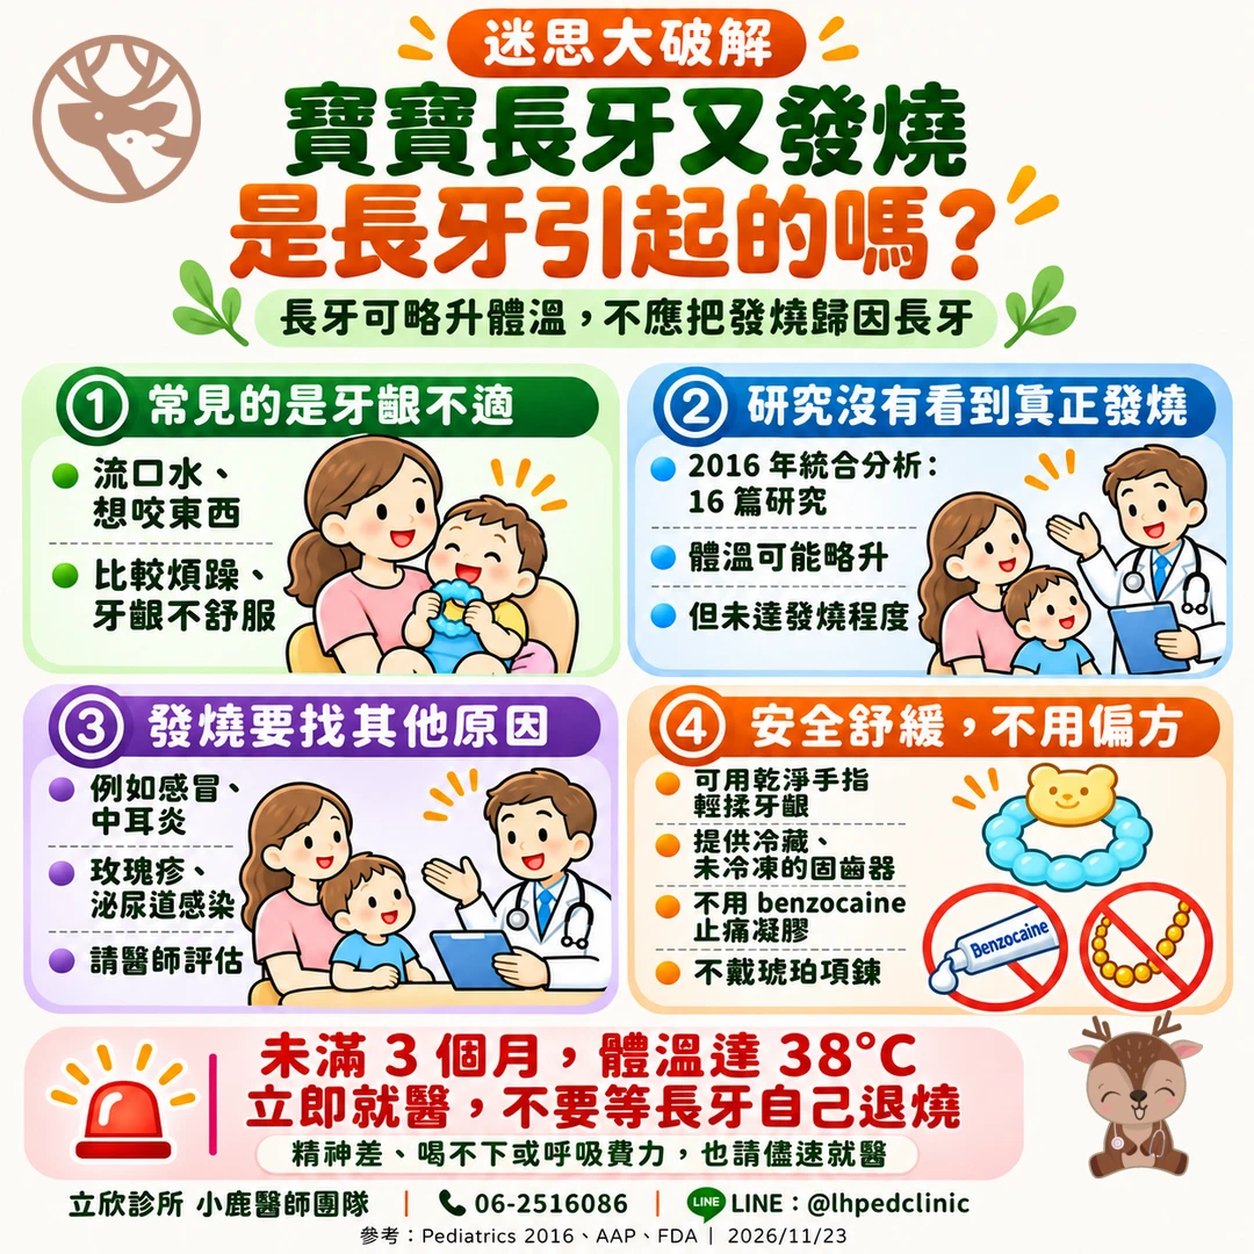 迷思大破解
寶寶長牙又發燒
是長牙引起的嗎？
長牙可略升體溫，不應把發燒歸因長牙
1 常見的是牙齦不適
流口水、
想咬東西
比較煩躁、
牙齦不舒服
2 研究沒有看到真正發燒
2016 年統合分析：
16 篇研究
體溫可能略升
但未達發燒程度
3 發燒要找其他原因
例如感冒、
中耳炎
玫瑰疹、
泌尿道感染
請醫師評估
4 安全舒緩，不用偏方
可用乾淨手指
輕揉牙齦
提供冷藏、
未冷凍的固齒器
不用 benzocaine
止痛凝膠
不戴琥珀項鍊
Benzocaine
未滿 3 個月，體溫達 38°C
立即就醫，不要等長牙自己退燒
精神差、喝不下或呼吸費力，也請儘速就醫
立欣診所 小鹿醫師團隊 | 06-2516086 | LINE LINE：@lhpedclinic
參考：Pediatrics 2016、AAP、FDA | 2026/11/23